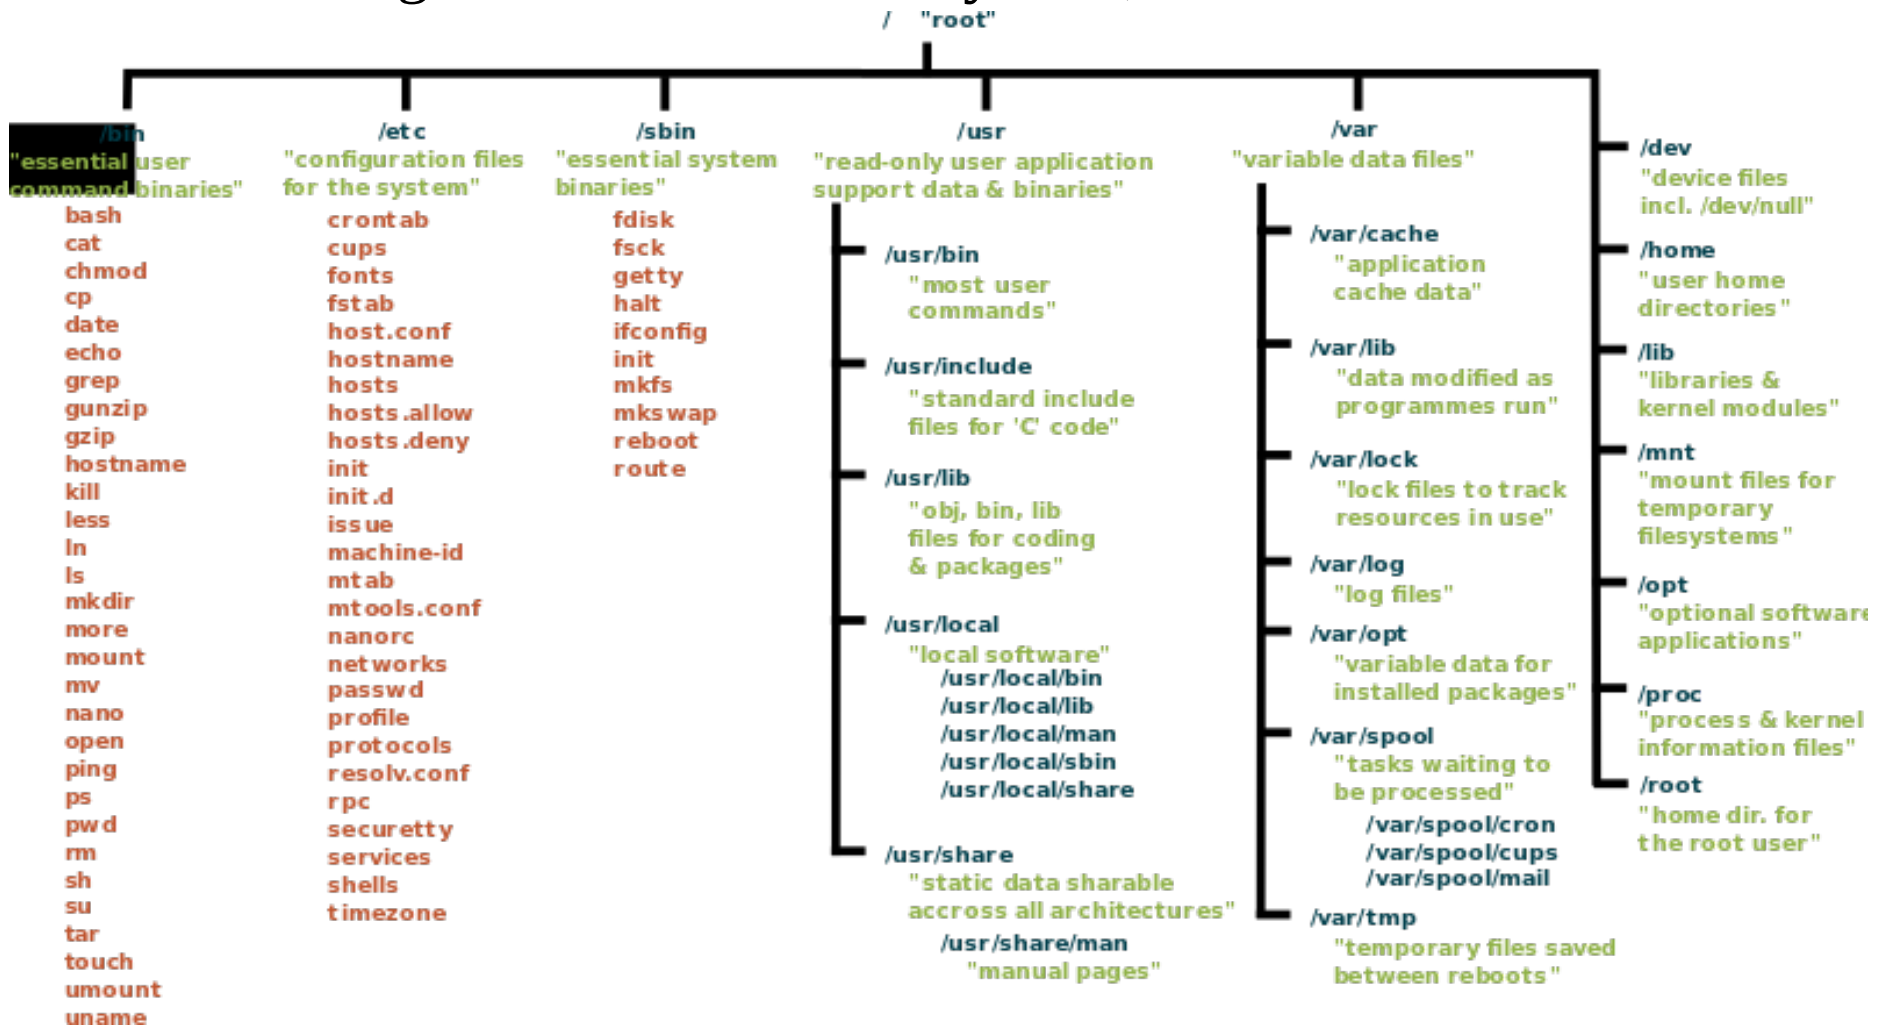 / "root"
/bin
"essential user
command binaries"
bash
cat
chmod
cp
date
echo
grep
gunzip
gzip
hostname
kill
less
ln
ls
mkdir
more
mount
mv
nano
open
ping
ps
pwd
rm
sh
su
tar
touch
umount
uname
/etc
"configuration files
for the system"
crontab
cups
fonts
fstab
host.conf
hostname
hosts
hosts.allow
hosts.deny
init
init.d
issue
machine-id
mtab
mtools.conf
nanorc
networks
passwd
profile
protocols
resolv.conf
rpc
securetty
services
shells
timezone
/sbin
"essential system
binaries"
fdisk
fsck
getty
halt
ifconfig
init
mkfs
mkswap
reboot
route
/usr
"read-only user application
support data & binaries"
/usr/bin
"most user
commands"
/usr/include
"standard include
files for 'C' code"
/usr/lib
"obj, bin, lib
files for coding
& packages"
/usr/local
"local software"
/usr/local/bin
/usr/local/lib
/usr/local/man
/usr/local/sbin
/usr/local/share
/usr/share
"static data sharable
accross all architectures"
/usr/share/man
"manual pages"
/var
"variable data files"
/var/cache
"application
cache data"
/var/lib
"data modified as
programmes run"
/var/lock
"lock files to track
resources in use"
/var/log
"log files"
/var/opt
"variable data for
installed packages"
/var/spool
"tasks waiting to
be processed"
/var/spool/cron
/var/spool/cups
/var/spool/mail
/var/tmp
"temporary files saved
between reboots"
/dev
"device files
incl. /dev/null"
/home
"user home
directories"
/lib
"libraries &
kernel modules"
/mnt
"mount files for
temporary
filesystems"
/opt
"optional software
applications"
/proc
"process & kernel
information files"
/root
"home dir. for
the root user"